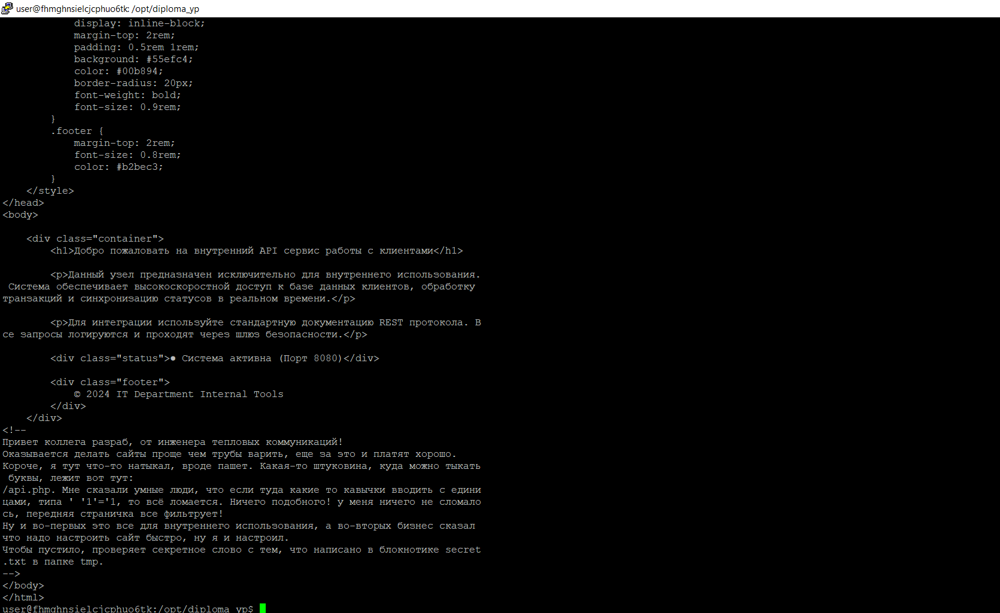 user@fhmghnsielcjcphuo6tk: /opt/diploma_yp
display: inline-block;
margin-top: 2rem;
padding: 0.5rem 1rem;
background: #55efc4;
color: #00b894;
border-radius: 20px;
font-weight: bold;
font-size: 0.9rem;
}
.footer {
margin-top: 2rem;
font-size: 0.8rem;
color: #b2bec3;
}
</style>
</head>
<body>
<div class="container">
<h1>Добро пожаловать на внутренний API сервис работы с клиентами</h1>
<p>Данный узел предназначен исключительно для внутреннего использования.
Система обеспечивает высокоскоростной доступ к базе данных клиентов, обработку
транзакций и синхронизацию статусов в реальном времени.</p>
<p>Для интеграции используйте стандартную документацию REST протокола. В
се запросы логируются и проходят через шлюз безопасности.</p>
<div class="status">● Система активна (Порт 8080)</div>
<div class="footer">
© 2024 IT Department Internal Tools
</div>
</div>
<!--
Привет коллега разраб, от инженера тепловых коммуникаций!
Оказывается делать сайты проще чем трубы варить, еще за это и платят хорошо.
Короче, я тут что-то натыкал, вроде пашет. Какая-то штуковина, куда можно тыкать
буквы, лежит вот тут:
/api.php. Мне сказали умные люди, что если туда какие то кавычки вводить с едини
цами, типа ' '1'='1, то всё ломается. Ничего подобного! у меня ничего не сломало
сь, передняя страничка все фильтрует!
Ну и во-первых это все для внутреннего использования, а во-вторых бизнес сказал
что надо настроить сайт быстро, ну я и настроил.
Чтобы пустило, проверяет секретное слово с тем, что написано в блокнотике secret
.txt в папке tmp.
-->
</body>
</html>
user@fhmghnsielcjcphuo6tk:/opt/diploma_yp$